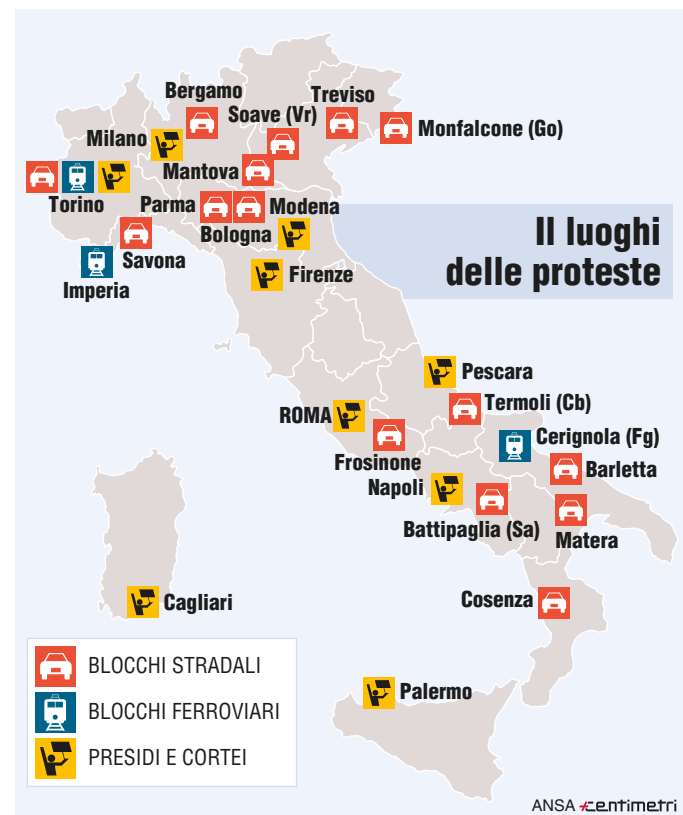 Bergamo
Treviso
Soave (Vr)
Milano
Monfalcone (Go)
Mantova
Torino
Parma
Modena
Bologna
Savona
Firenze
Imperia
Il luoghi
delle proteste
Pescara
ROMA
Termoli (Cb)
Cerignola (Fg)
Frosinone
Barletta
Napoli
Battipaglia (Sa)
Matera
Cagliari
Cosenza
Palermo
BLOCCHI STRADALI
BLOCCHI FERROVIARI
PRESIDI E CORTEI
ANSA centimetri